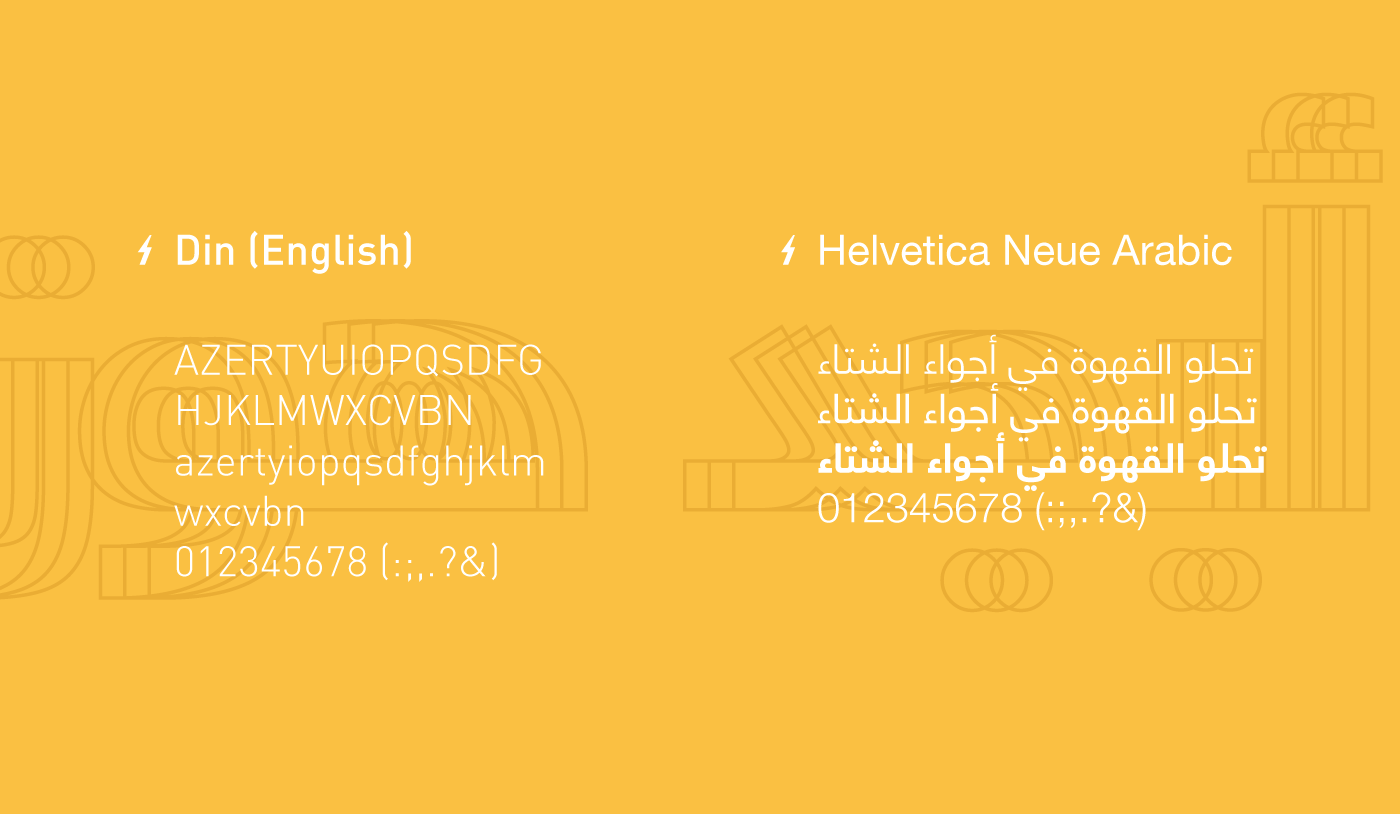 Din (English)
AZERTYUIOPQSDFG
HJKLMWXCVBN
azertyiopqsdfghjklm
wxcvbn
012345678 (:;,.?&)
Helvetica Neue Arabic
تحلو القهوة في أجواء الشتاء
تحلو القهوة في أجواء الشتاء
تحلو القهوة في أجواء الشتاء
012345678 (:;,.?&)